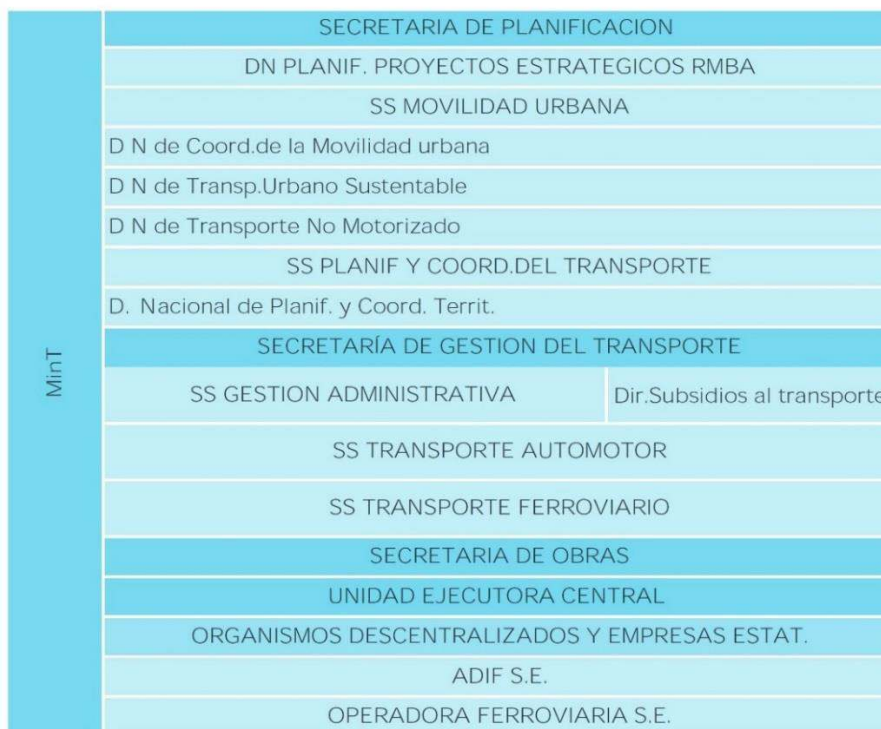 SECRETARIA DE PLANIFICACION
DN PLANIF. PROYECTOS ESTRATEGICOS RMBA
SS MOVILIDAD URBANA
D N de Coord.de la Movilidad urbana
D N de Transp.Urbano Sustentable
D N de Transporte No Motorizado
SS PLANIF Y COORD.DEL TRANSPORTE
D. Nacional de Planif. y Coord. Territ.
MinT
SECRETARÍA DE GESTION DEL TRANSPORTE
SS GESTION ADMINISTRATIVA
Dir.Subsidios al transporte
SS TRANSPORTE AUTOMOTOR
SS TRANSPORTE FERROVIARIO
SECRETARIA DE OBRAS
UNIDAD EJECUTORA CENTRAL
ORGANISMOS DESCENTRALIZADOS Y EMPRESAS ESTAT.
ADIF S.E.
OPERADORA FERROVIARIA S.E.